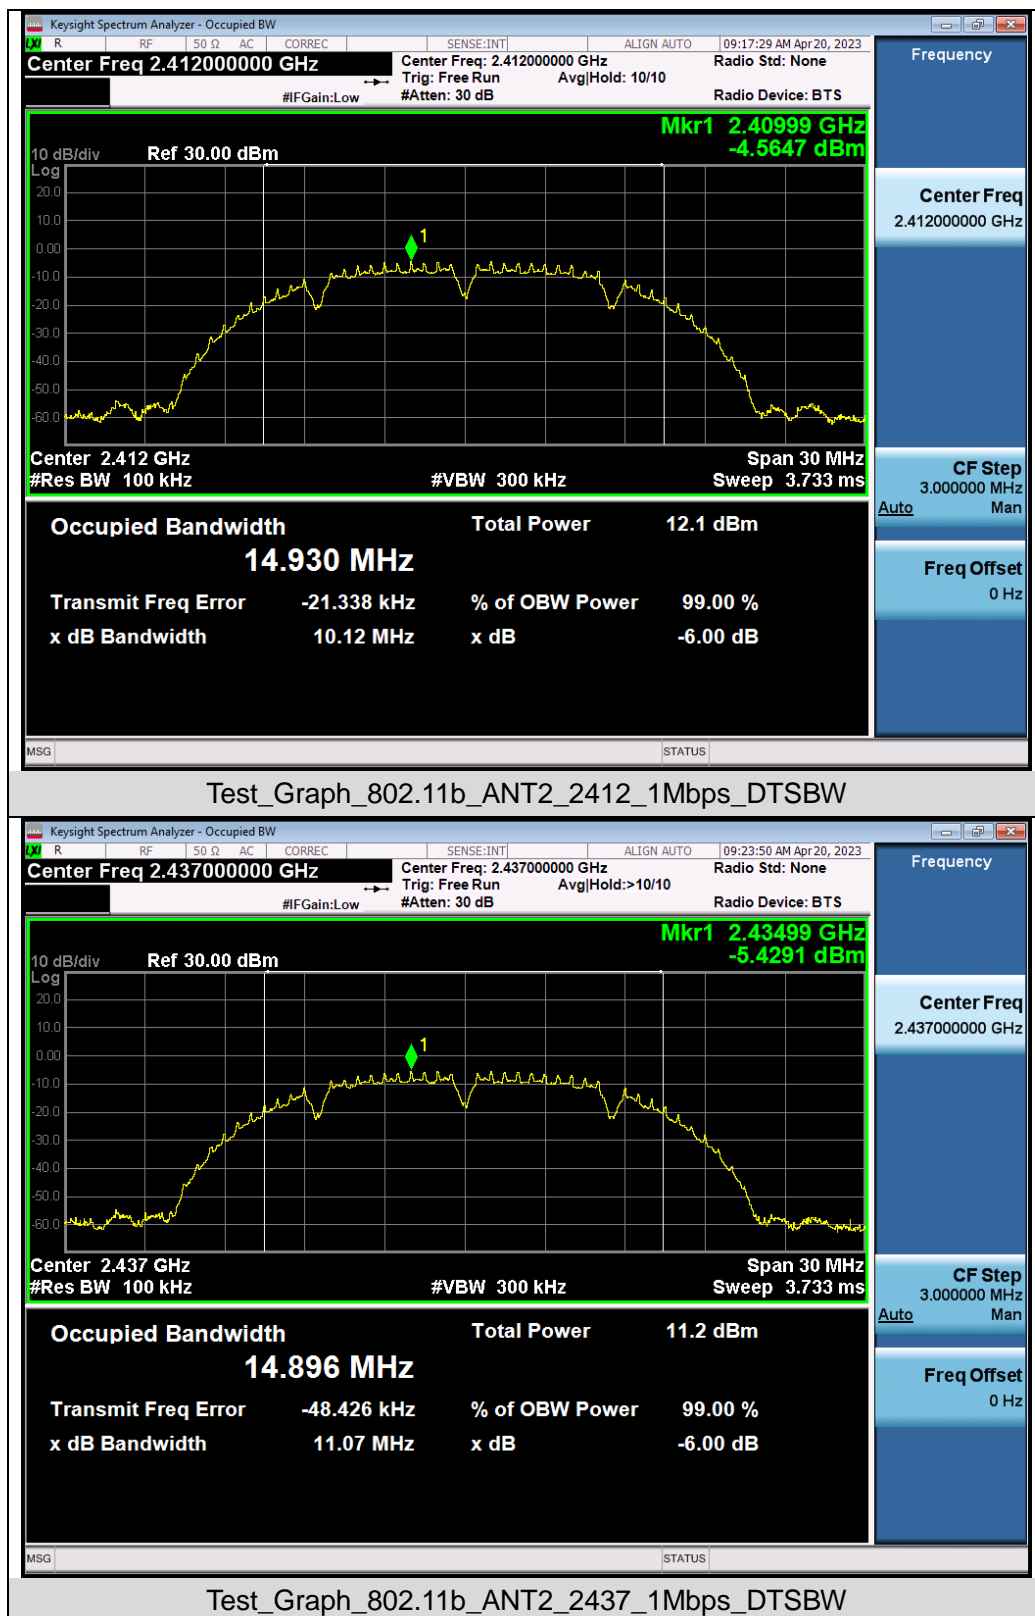 Keysight Spectrum Analyzer - Occupied BW
LXI R RF 50 Ω AC CORREC SENSE:INT ALIGN AUTO 09:17:29 AM Apr 20, 2023
Center Freq 2.412000000 GHz Center Freq: 2.412000000 GHz Radio Std: None
Trig: Free Run Avg|Hold: 10/10
#IFGain:Low #Atten: 30 dB Radio Device: BTS
Frequency
Mkr1 2.40999 GHz
-4.5647 dBm
10 dB/div Ref 30.00 dBm
Log
20.0
10.0
0.00
-10.0
-20.0
-30.0
-40.0
-50.0
-60.0
1
Center 2.412 GHz Span 30 MHz
#Res BW 100 kHz #VBW 300 kHz Sweep 3.733 ms
Center Freq
2.412000000 GHz
CF Step
3.000000 MHz
Auto Man
Freq Offset
0 Hz
Occupied Bandwidth Total Power 12.1 dBm
14.930 MHz
Transmit Freq Error -21.338 kHz % of OBW Power 99.00 %
x dB Bandwidth 10.12 MHz x dB -6.00 dB
MSG STATUS
Test_Graph_802.11b_ANT2_2412_1Mbps_DTSBW
Keysight Spectrum Analyzer - Occupied BW
LXI R RF 50 Ω AC CORREC SENSE:INT ALIGN AUTO 09:23:50 AM Apr 20, 2023
Center Freq 2.437000000 GHz Center Freq: 2.437000000 GHz Radio Std: None
Trig: Free Run Avg|Hold:>10/10
#IFGain:Low #Atten: 30 dB Radio Device: BTS
Frequency
Mkr1 2.43499 GHz
-5.4291 dBm
10 dB/div Ref 30.00 dBm
Log
20.0
10.0
0.00
-10.0
-20.0
-30.0
-40.0
-50.0
-60.0
1
Center 2.437 GHz Span 30 MHz
#Res BW 100 kHz #VBW 300 kHz Sweep 3.733 ms
Center Freq
2.437000000 GHz
CF Step
3.000000 MHz
Auto Man
Freq Offset
0 Hz
Occupied Bandwidth Total Power 11.2 dBm
14.896 MHz
Transmit Freq Error -48.426 kHz % of OBW Power 99.00 %
x dB Bandwidth 11.07 MHz x dB -6.00 dB
MSG STATUS
Test_Graph_802.11b_ANT2_2437_1Mbps_DTSBW